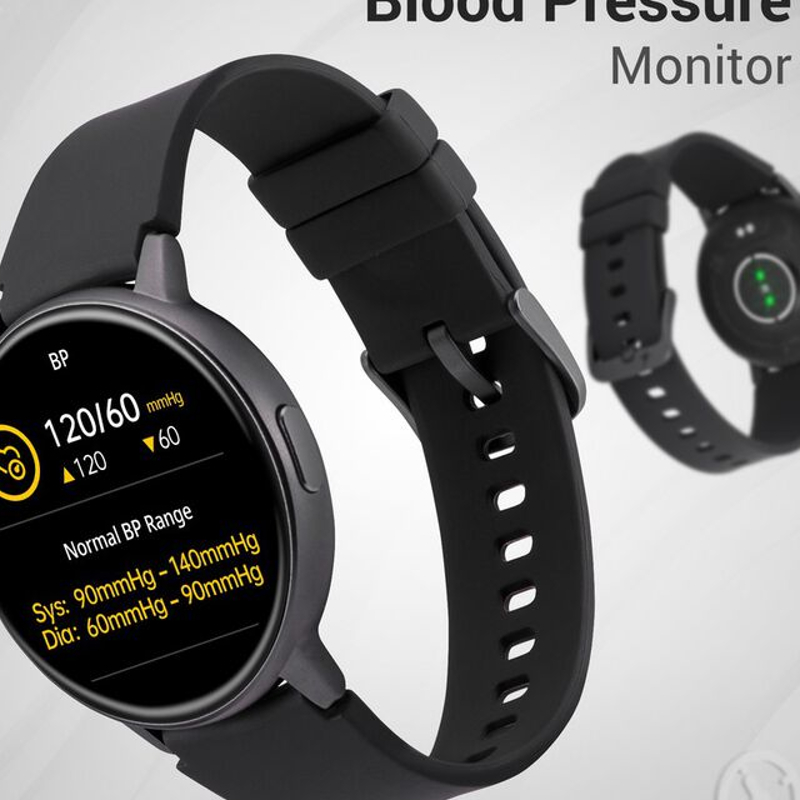 Blood Pressure
Monitor
BP
120/60 mmHg
▲120 ▼60
Normal BP Range
Sys: 90mmHg - 140mmHg
Dia: 60mmHg - 90mmHg